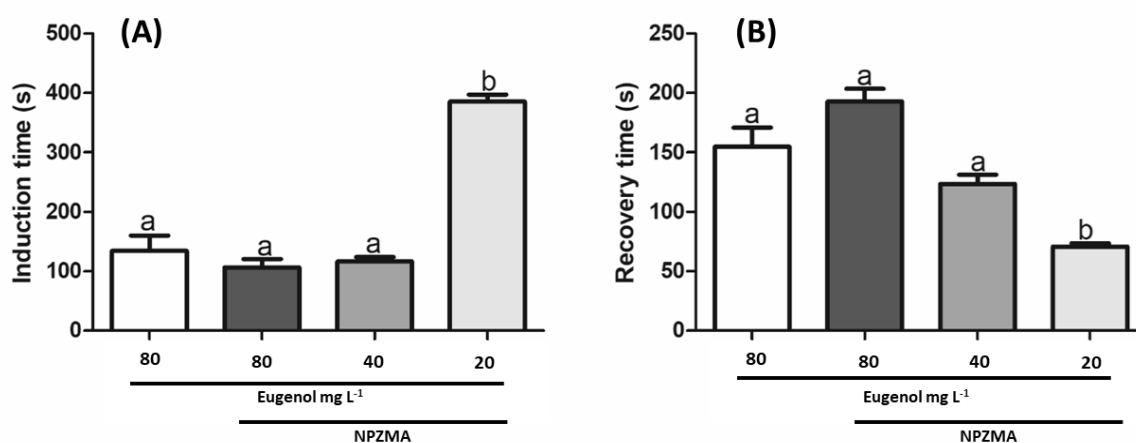 (A)
Induction time (s)
500
400
300
200
100
0
a
a
a
b
80 80 40 20
Eugenol mg L⁻¹
NPZMA
(B)
Recovery time (s)
250
200
150
100
50
0
a
a
a
b
80 80 40 20
Eugenol mg L⁻¹
NPZMA